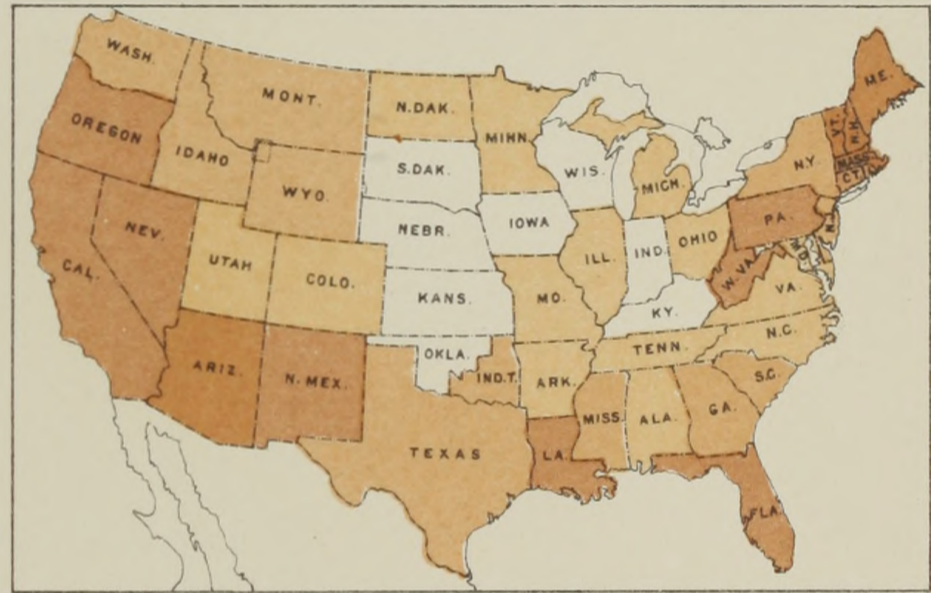 WASH.
MONT.
N.DAK.
MINN.
ME.
OREGON
IDAHO
VT.
N.H.
S.DAK.
WIS.
N.Y.
MASS.
CT.
WYO.
MICH.
IOWA
PA.
NEV.
NEBR.
OHIO
N.J.
CAL.
UTAH
COLO.
ILL.
IND.
W.VA.
KANS.
MO.
VA.
KY.
N.C.
OKLA.
TENN.
ARIZ.
N.MEX.
IND.T.
ARK.
S.C.
MISS.
ALA.
GA.
TEXAS
LA.
FLA.